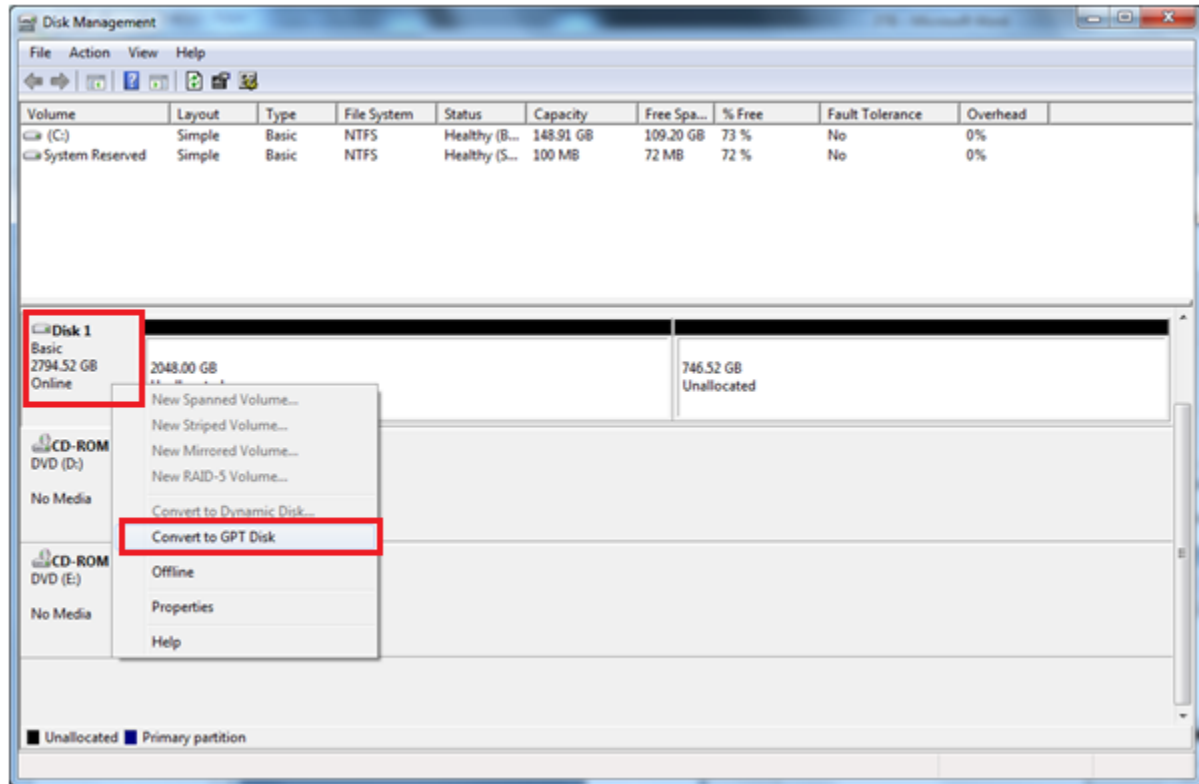 Disk Management
File Action View Help
Volume Layout Type File System Status Capacity Free Spa... % Free Fault Tolerance Overhead
(C:) Simple Basic NTFS Healthy (B... 148.91 GB 109.20 GB 73 % No 0%
System Reserved Simple Basic NTFS Healthy (S... 100 MB 72 MB 72 % No 0%
Disk 1
Basic
2794.52 GB
Online
2048.00 GB
746.52 GB
Unallocated
New Spanned Volume...
New Striped Volume...
New Mirrored Volume...
New RAID-5 Volume...
Convert to Dynamic Disk...
Convert to GPT Disk
Offline
Properties
Help
CD-ROM
DVD (D:)
No Media
CD-ROM
DVD (E:)
No Media
Unallocated Primary partition